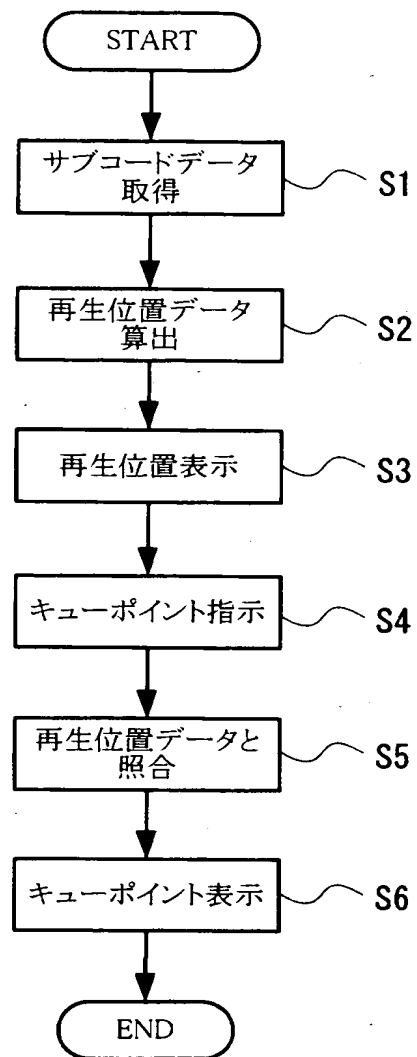 START
サブコードデータ
取得
S1
再生位置データ
算出
S2
再生位置表示
S3
キューポイント指示
S4
再生位置データと
照合
S5
キューポイント表示
S6
END